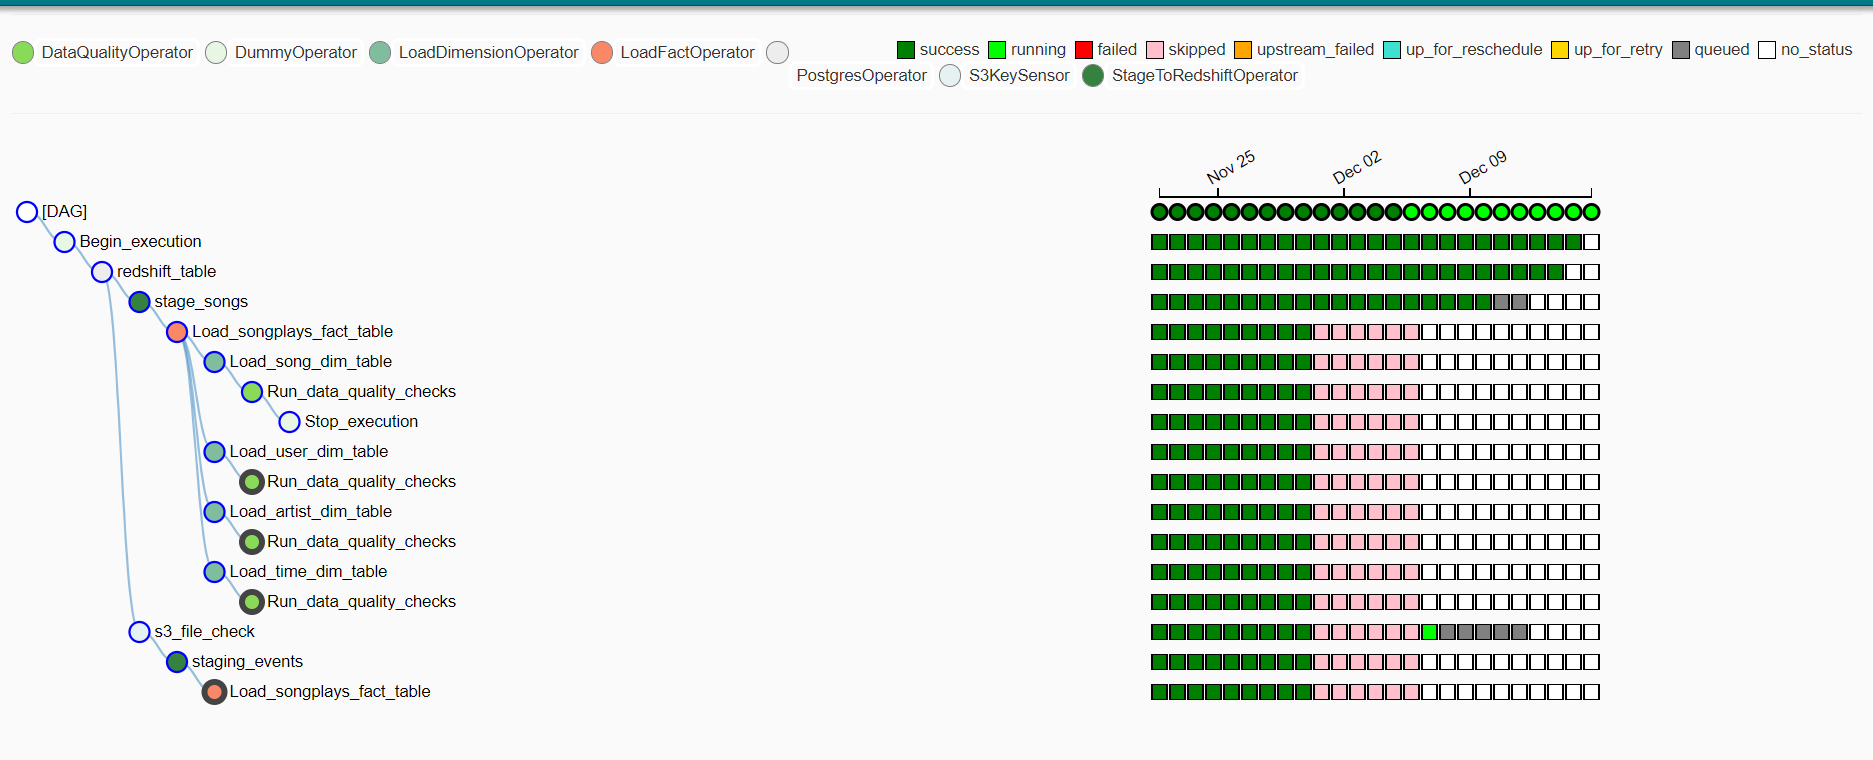 DataQualityOperator DummyOperator LoadDimensionOperator LoadFactOperator
PostgresOperator S3KeySensor StageToRedshiftOperator
success running failed skipped upstream_failed up_for_reschedule up_for_retry queued no_status
Nov 25 Dec 02 Dec 09
[DAG]
Begin_execution
redshift_table
stage_songs
Load_songplays_fact_table
Load_song_dim_table
Run_data_quality_checks
Stop_execution
Load_user_dim_table
Run_data_quality_checks
Load_artist_dim_table
Run_data_quality_checks
Load_time_dim_table
Run_data_quality_checks
s3_file_check
staging_events
Load_songplays_fact_table